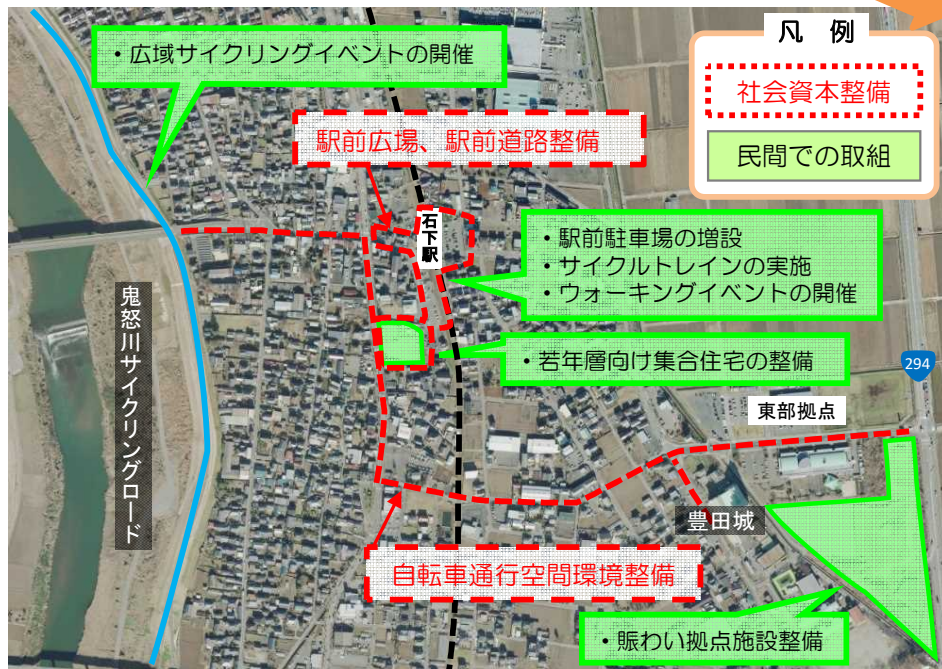 ・広域サイクリングイベントの開催
凡 例
社会資本整備
民間での取組
駅前広場、駅前道路整備
石下駅
・駅前駐車場の増設
・サイクルトレインの実施
・ウォーキングイベントの開催
鬼怒川サイクリングロード
・若年層向け集合住宅の整備
294
東部拠点
豊田城
自転車通行空間環境整備
・賑わい拠点施設整備